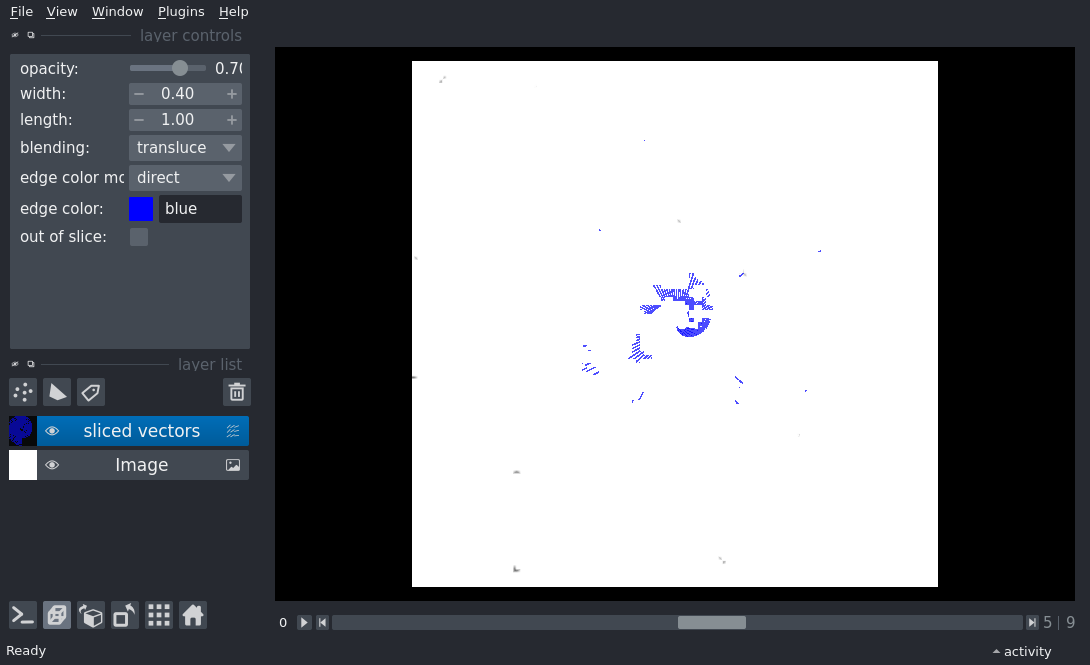 File View Window Plugins Help
layer controls
opacity: 0.70
width: 0.40
length: 1.00
blending: transluce
edge color mo direct
edge color: blue
out of slice:
layer list
sliced vectors
Image
0 5 | 9
Ready activity